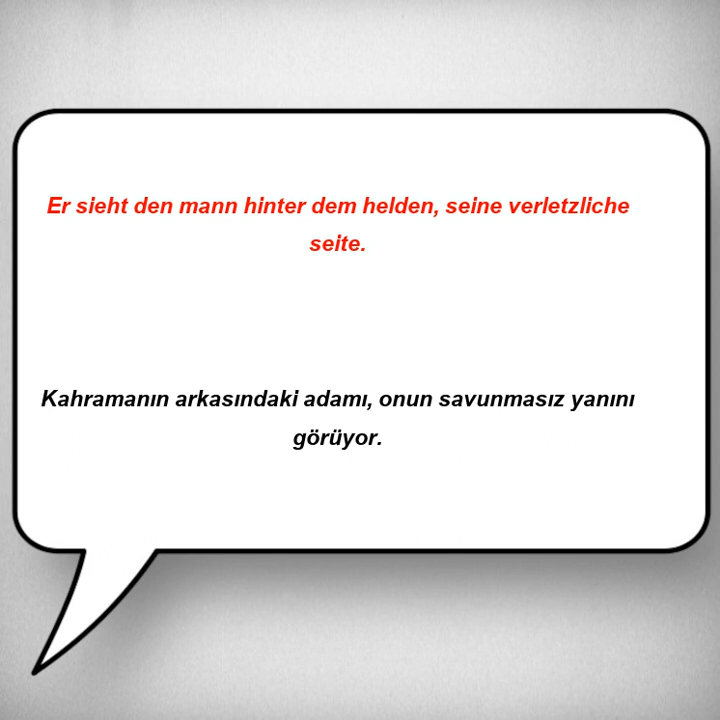 Er sieht den mann hinter dem helden, seine verletzliche
seite.
Kahramanın arkasındaki adamı, onun savunmasız yanını
görüyor.